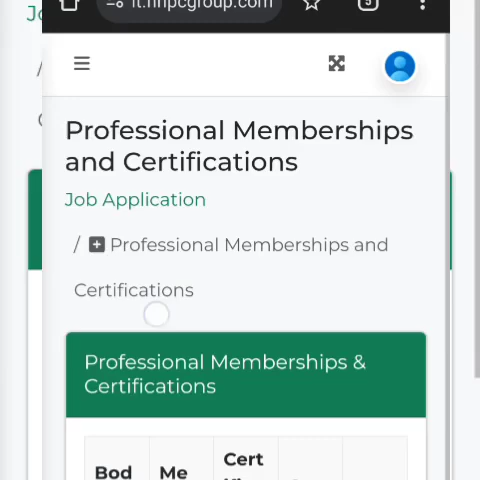 Professional Memberships
and Certifications
Job Application
/ Professional Memberships and
Certifications
Professional Memberships &
Certifications
Cert
Bod Me